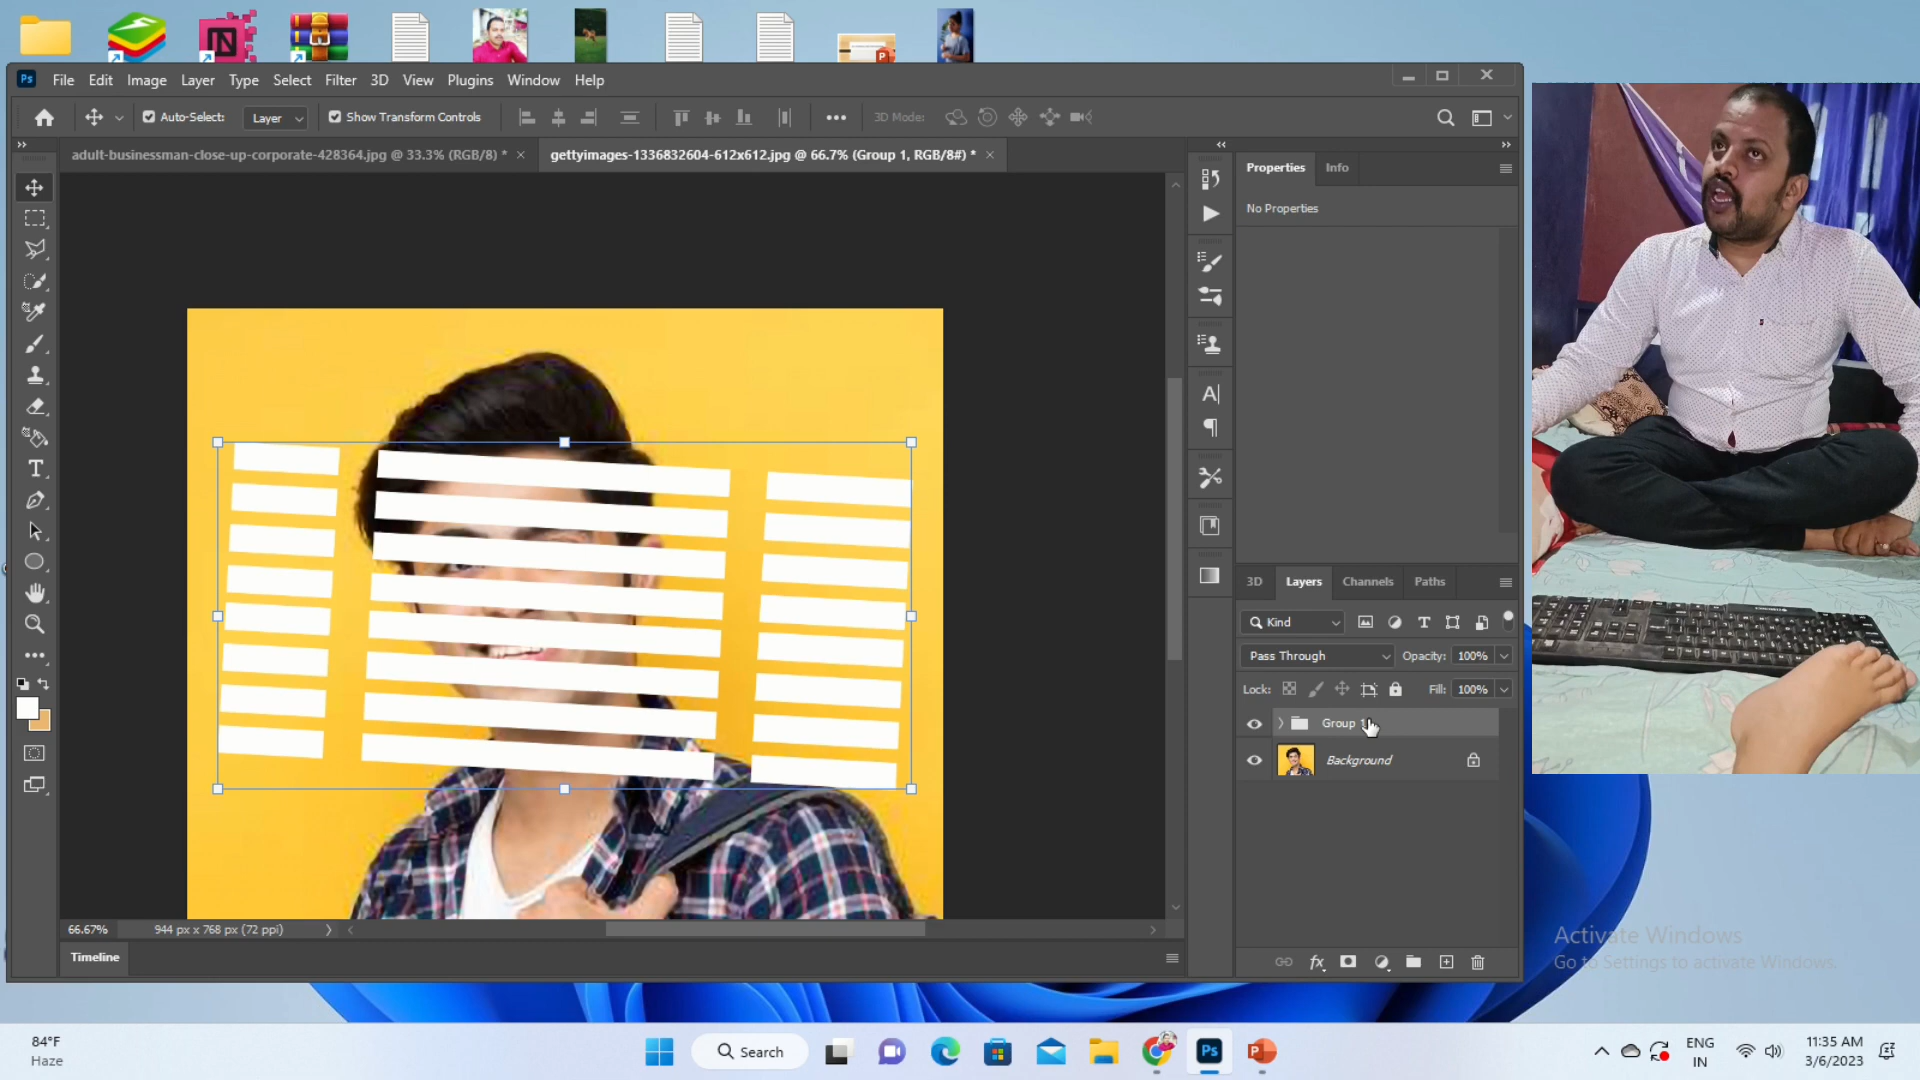 Ps File Edit Image Layer Type Select Filter 3D View Plugins Window Help
Auto-Select: Layer Show Transform Controls 3D Mode:
adult-businessman-close-up-corporate-428364.jpg @ 33.3% (RGB/8) * gettyimages-1336832604-612x612.jpg @ 66.7% (Group 1, RGB/8#) *
Properties Info
No Properties
3D Layers Channels Paths
Kind
Pass Through Opacity: 100%
Lock: Fill: 100%
Group 1
Background
66.67% 944 px x 768 px (72 ppi)
Timeline
Activate Windows
Go to Settings to activate Windows.
84°F
Haze
Search
Ps
ENG
IN
11:35 AM
3/6/2023